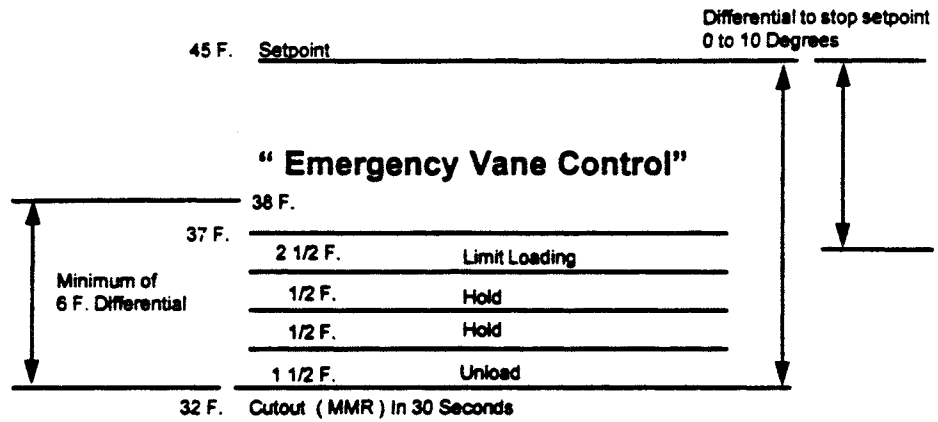 Differential to stop setpoint
0 to 10 Degrees
45 F. Setpoint
“ Emergency Vane Control”
38 F.
37 F.
2 1/2 F. Limit Loading
Minimum of
6 F. Differential
1/2 F. Hold
1/2 F. Hold
1 1/2 F. Unload
32 F. Cutout ( MMR ) In 30 Seconds